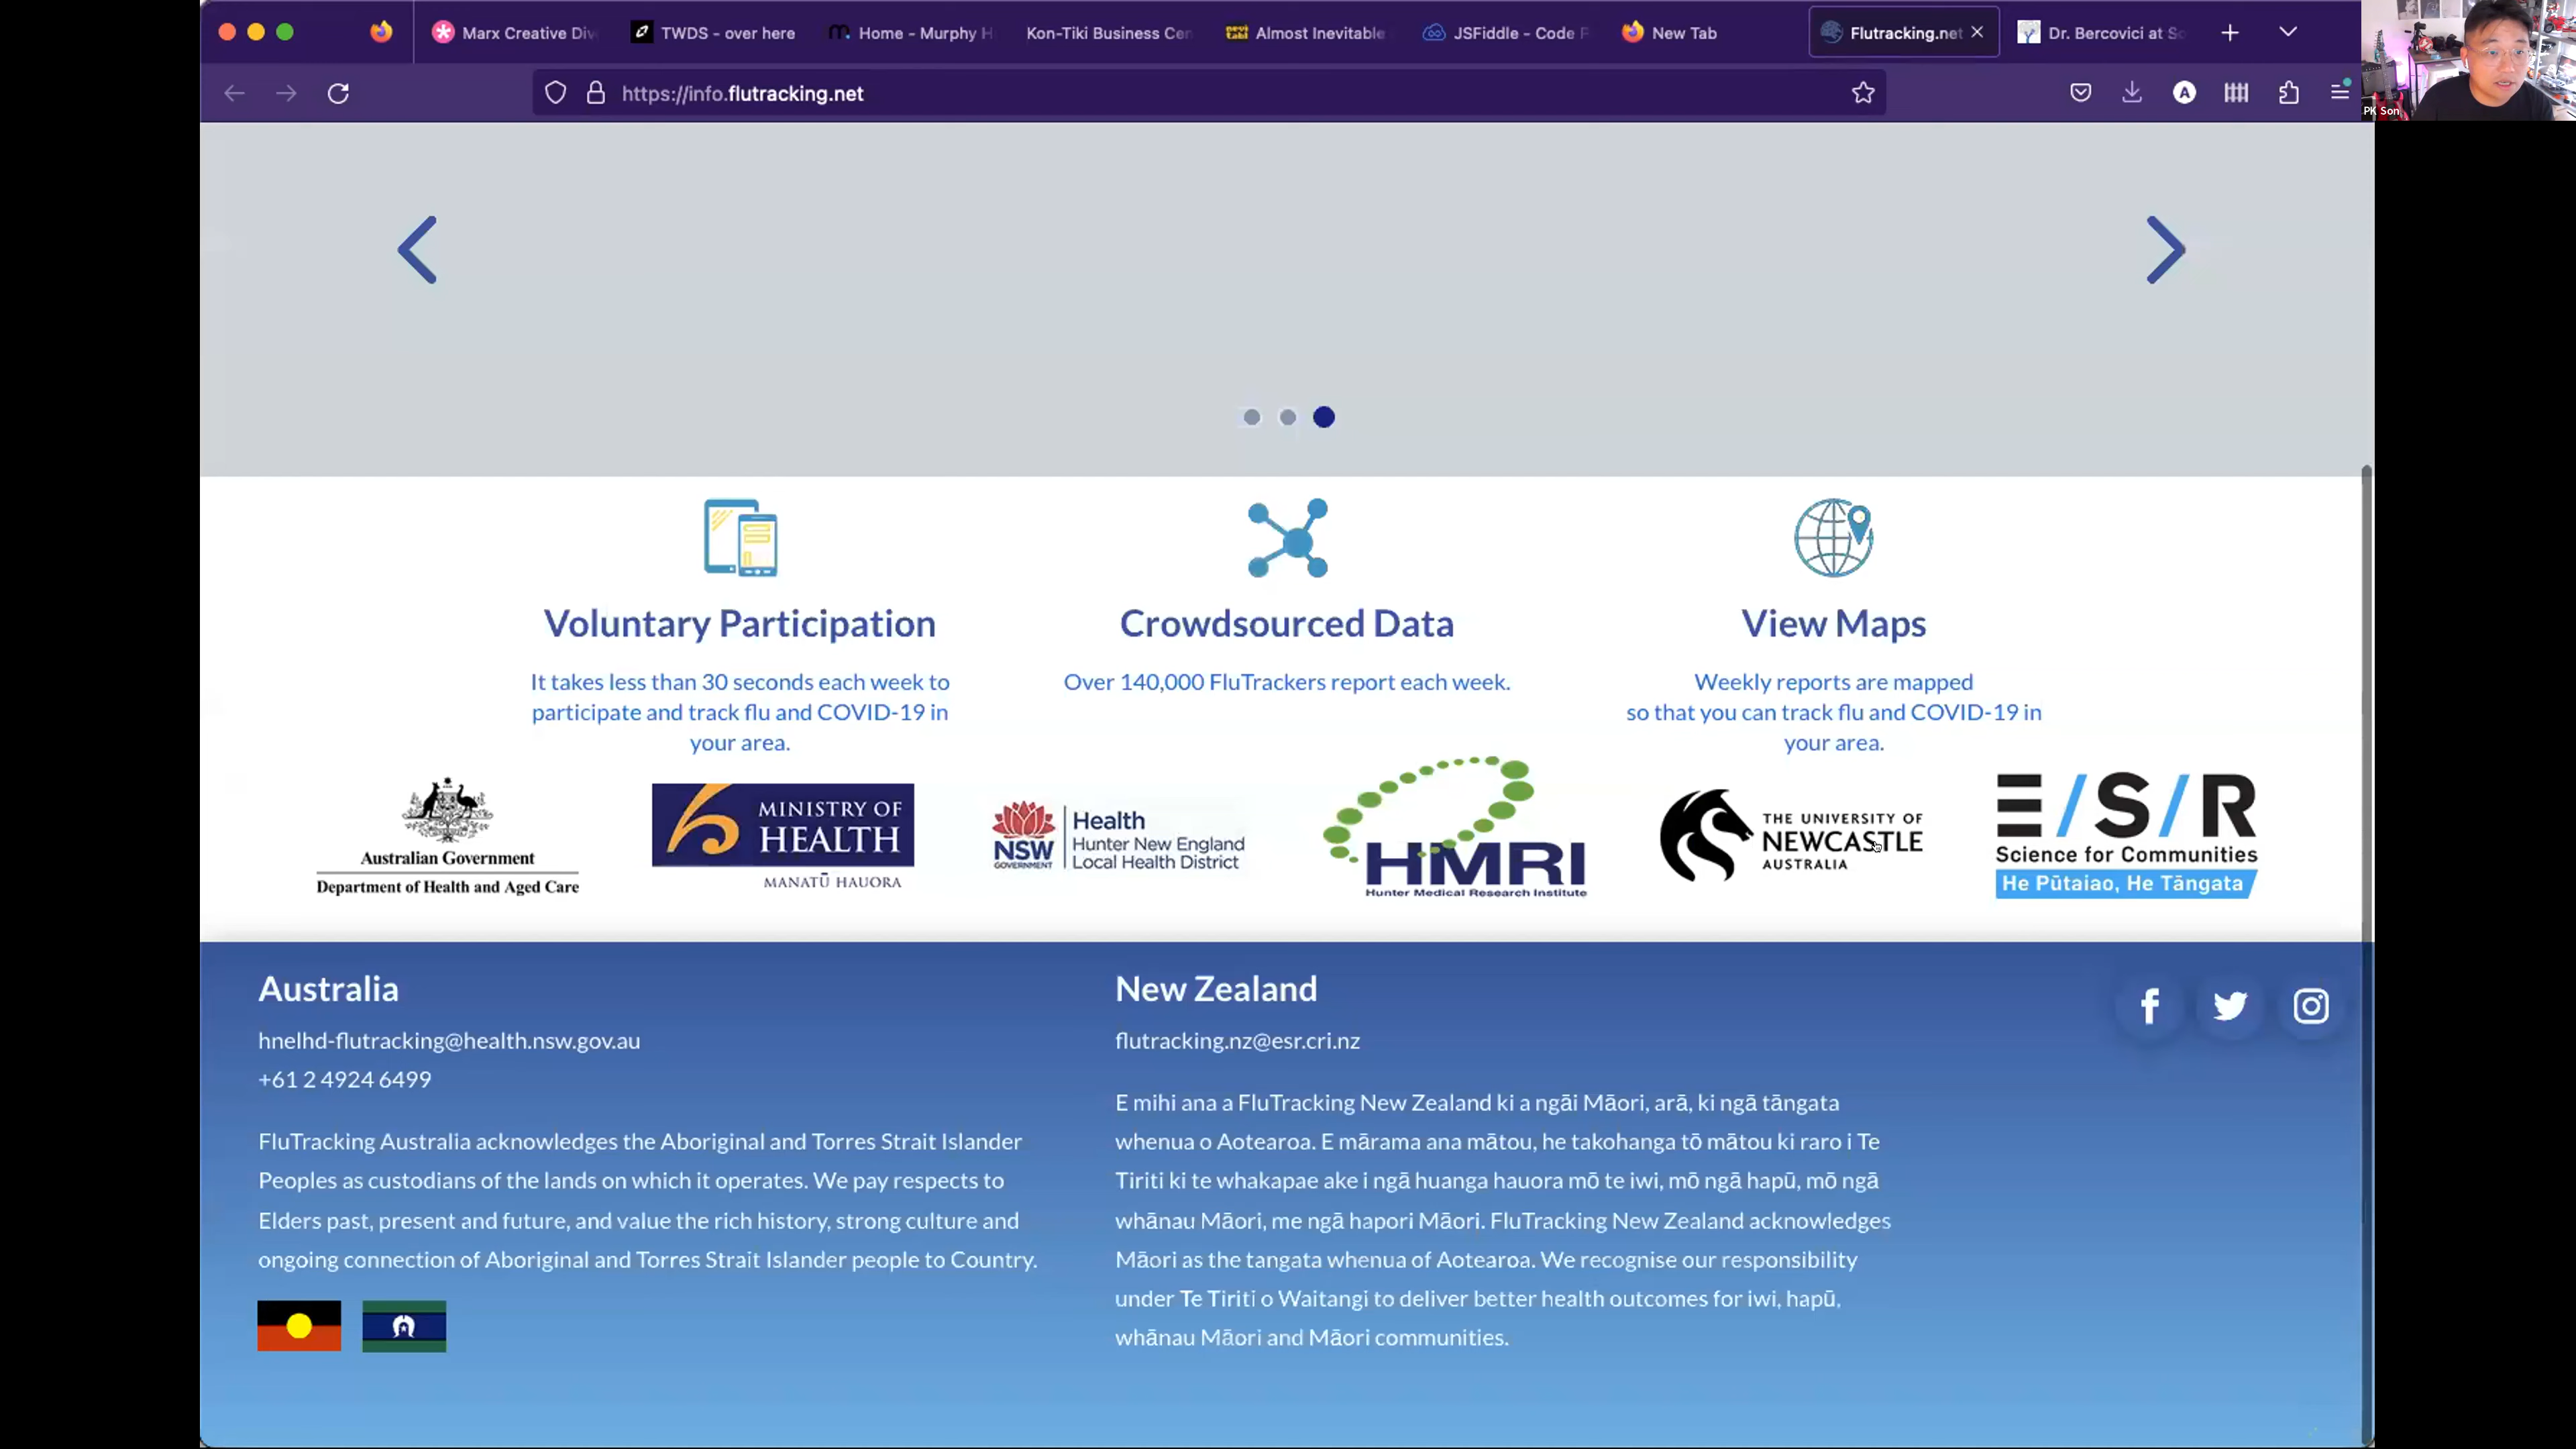 Marx Creative Div
TWDS - over here
Home - Murphy H
Kon-Tiki Business Cen
Almost Inevitable
JSFiddle - Code F
New Tab
Flutracking.net
Dr. Bercovici at So
https://info.flutracking.net
PK Son
Voluntary Participation
It takes less than 30 seconds each week to
participate and track flu and COVID-19 in
your area.
Crowdsourced Data
Over 140,000 FluTrackers report each week.
View Maps
Weekly reports are mapped
so that you can track flu and COVID-19 in
your area.
Australian Government
Department of Health and Aged Care
MINISTRY OF
HEALTH
MANATŪ HAUORA
NSW
GOVERNMENT
Health
Hunter New England
Local Health District
HMRI
Hunter Medical Research Institute
THE UNIVERSITY OF
NEWCASTLE
AUSTRALIA
E/S/R
Science for Communities
He Pūtaiao, He Tāngata
Australia
hnelhd-flutracking@health.nsw.gov.au
+61 2 4924 6499
FluTracking Australia acknowledges the Aboriginal and Torres Strait Islander
Peoples as custodians of the lands on which it operates. We pay respects to
Elders past, present and future, and value the rich history, strong culture and
ongoing connection of Aboriginal and Torres Strait Islander people to Country.
New Zealand
flutracking.nz@esr.cri.nz
E mihi ana a FluTracking New Zealand ki a ngāi Māori, arā, ki ngā tāngata
whenua o Aotearoa. E mārama ana mātou, he takohanga tō mātou ki raro i Te
Tiriti ki te whakapae ake i ngā huanga hauora mō te iwi, mō ngā hapū, mō ngā
whānau Māori, me ngā hapori Māori. FluTracking New Zealand acknowledges
Māori as the tangata whenua of Aotearoa. We recognise our responsibility
under Te Tiriti o Waitangi to deliver better health outcomes for iwi, hapū,
whānau Māori and Māori communities.